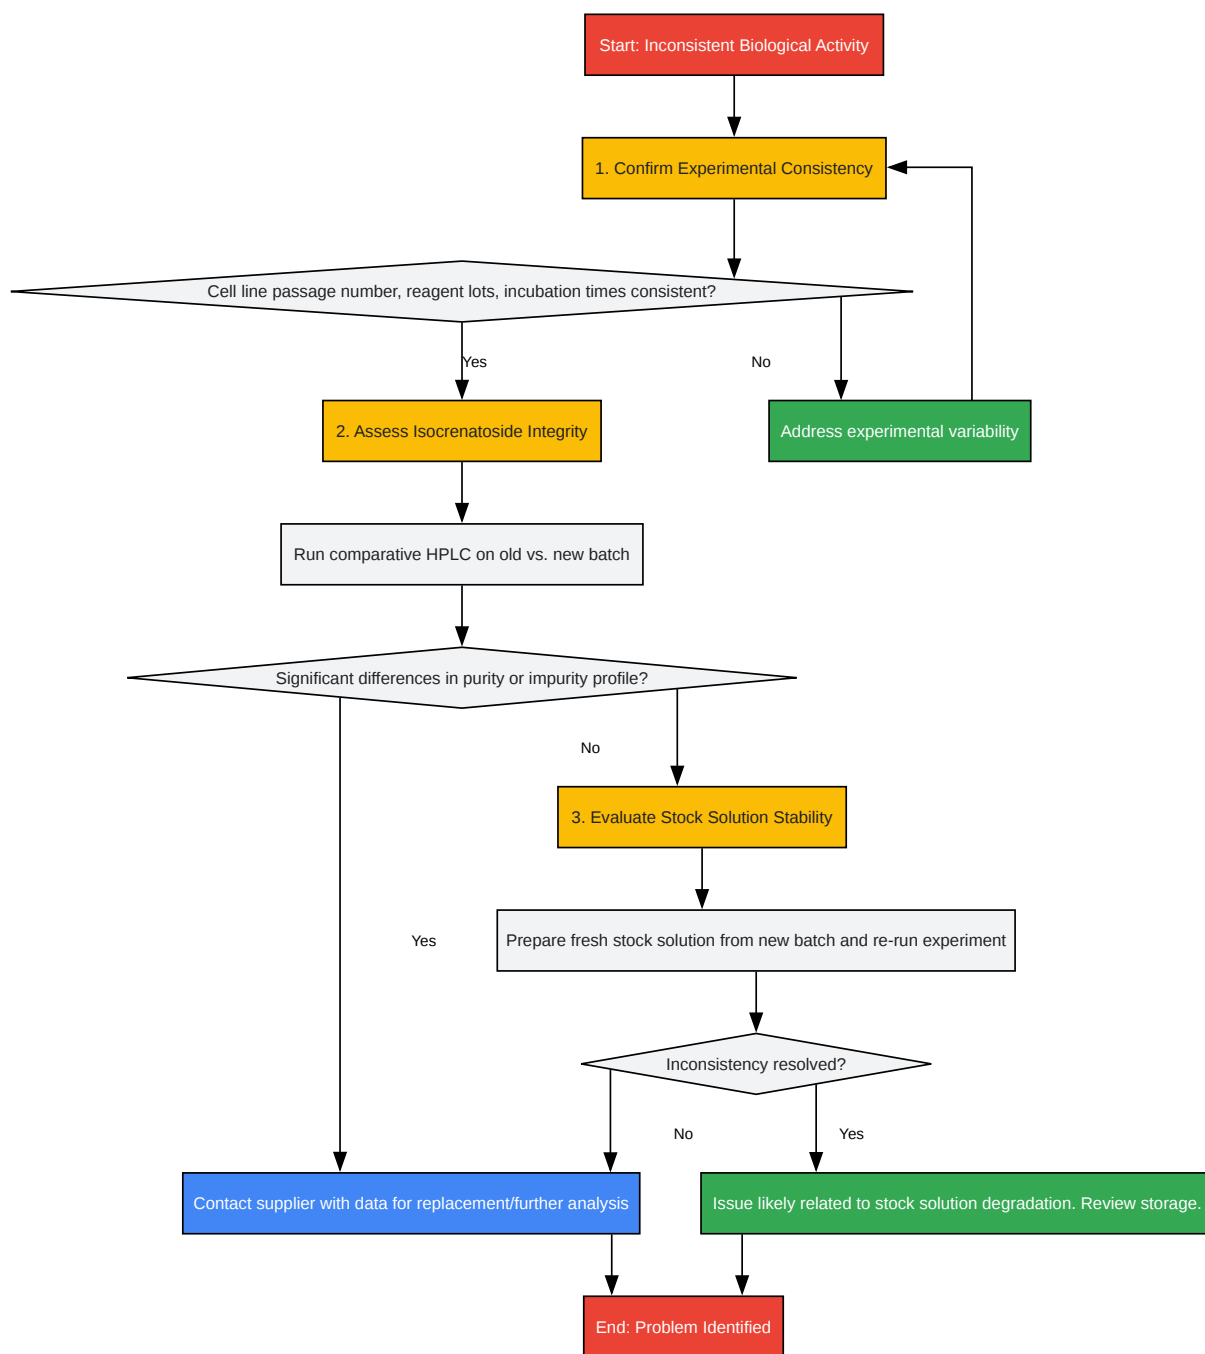 Start: Inconsistent Biological Activity
1. Confirm Experimental Consistency
Cell line passage number, reagent lots, incubation times consistent?
Yes
No
2. Assess Isocrenatoside Integrity
Address experimental variability
Run comparative HPLC on old vs. new batch
Significant differences in purity or impurity profile?
No
3. Evaluate Stock Solution Stability
Yes
Prepare fresh stock solution from new batch and re-run experiment
Inconsistency resolved?
No
Yes
Contact supplier with data for replacement/further analysis
Issue likely related to stock solution degradation. Review storage.
End: Problem Identified